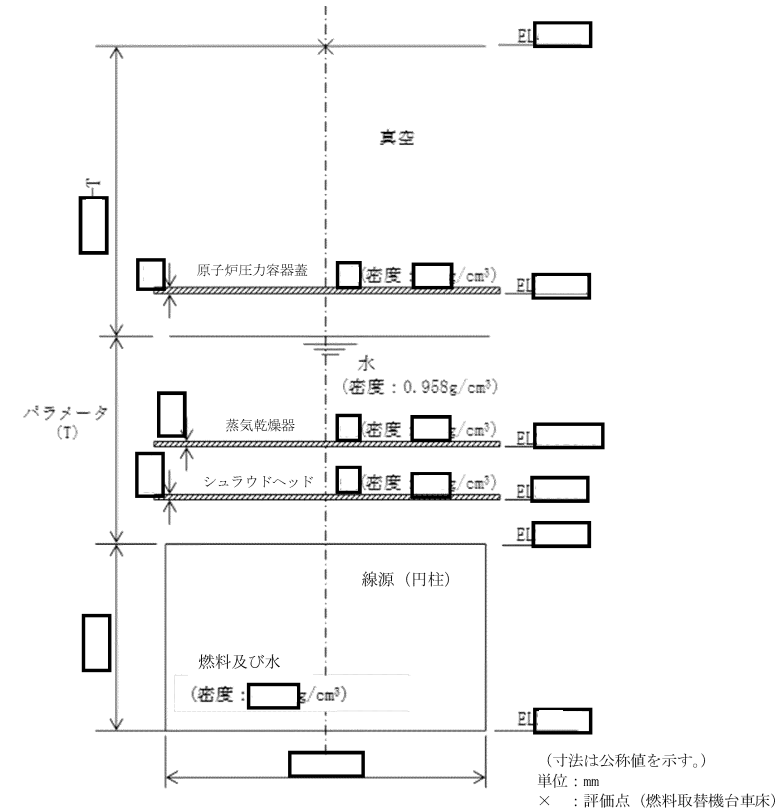 EL
真空
-T
原子炉圧力容器蓋
(密度: g/cm³)
EL
水
(密度:0.958g/cm³)
パラメータ
(T)
蒸気乾燥器
(密度: g/cm³)
EL
シュラウドヘッド
(密度: g/cm³)
EL
EL
線源(円柱)
燃料及び水
(密度: g/cm³)
EL
(寸法は公称値を示す。)
単位:mm
× :評価点(燃料取替機台車床)